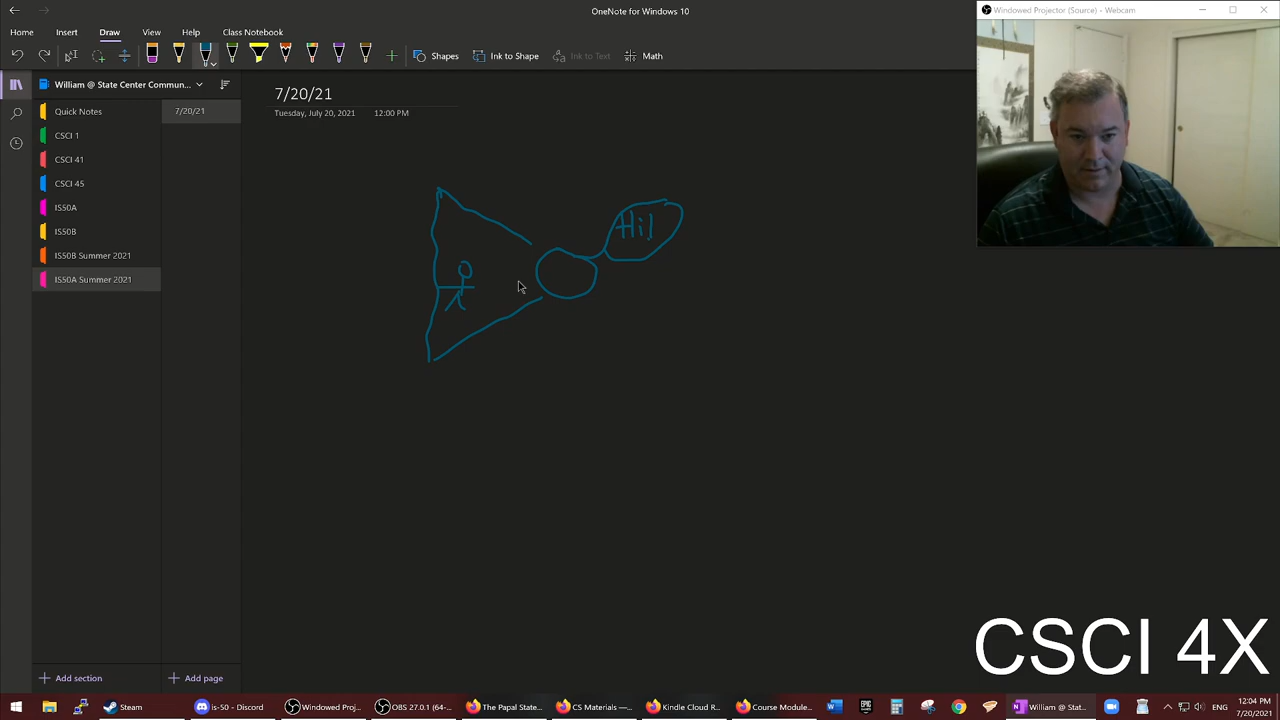 OneNote for Windows 10
Windowed Projector (Source) - Webcam
Home Insert Draw View Help Class Notebook
Shapes Ink to Shape Ink to Text Math
William @ State Center Commun...
Quick Notes
CSCI 1
CSCI 41
CSCI 45
IS50A
IS50B
IS50B Summer 2021
IS50A Summer 2021
7/20/21
7/20/21
Tuesday, July 20, 2021 12:00 PM
Hi!
CSCI 4X
Add section Add page
Steam is-50 - Discord Windowed Proj... OBS 27.0.1 (64-... The Papal State... CS Materials —... Kindle Cloud R... Course Module... William @ Stat... ENG 12:04 PM
7/20/2021